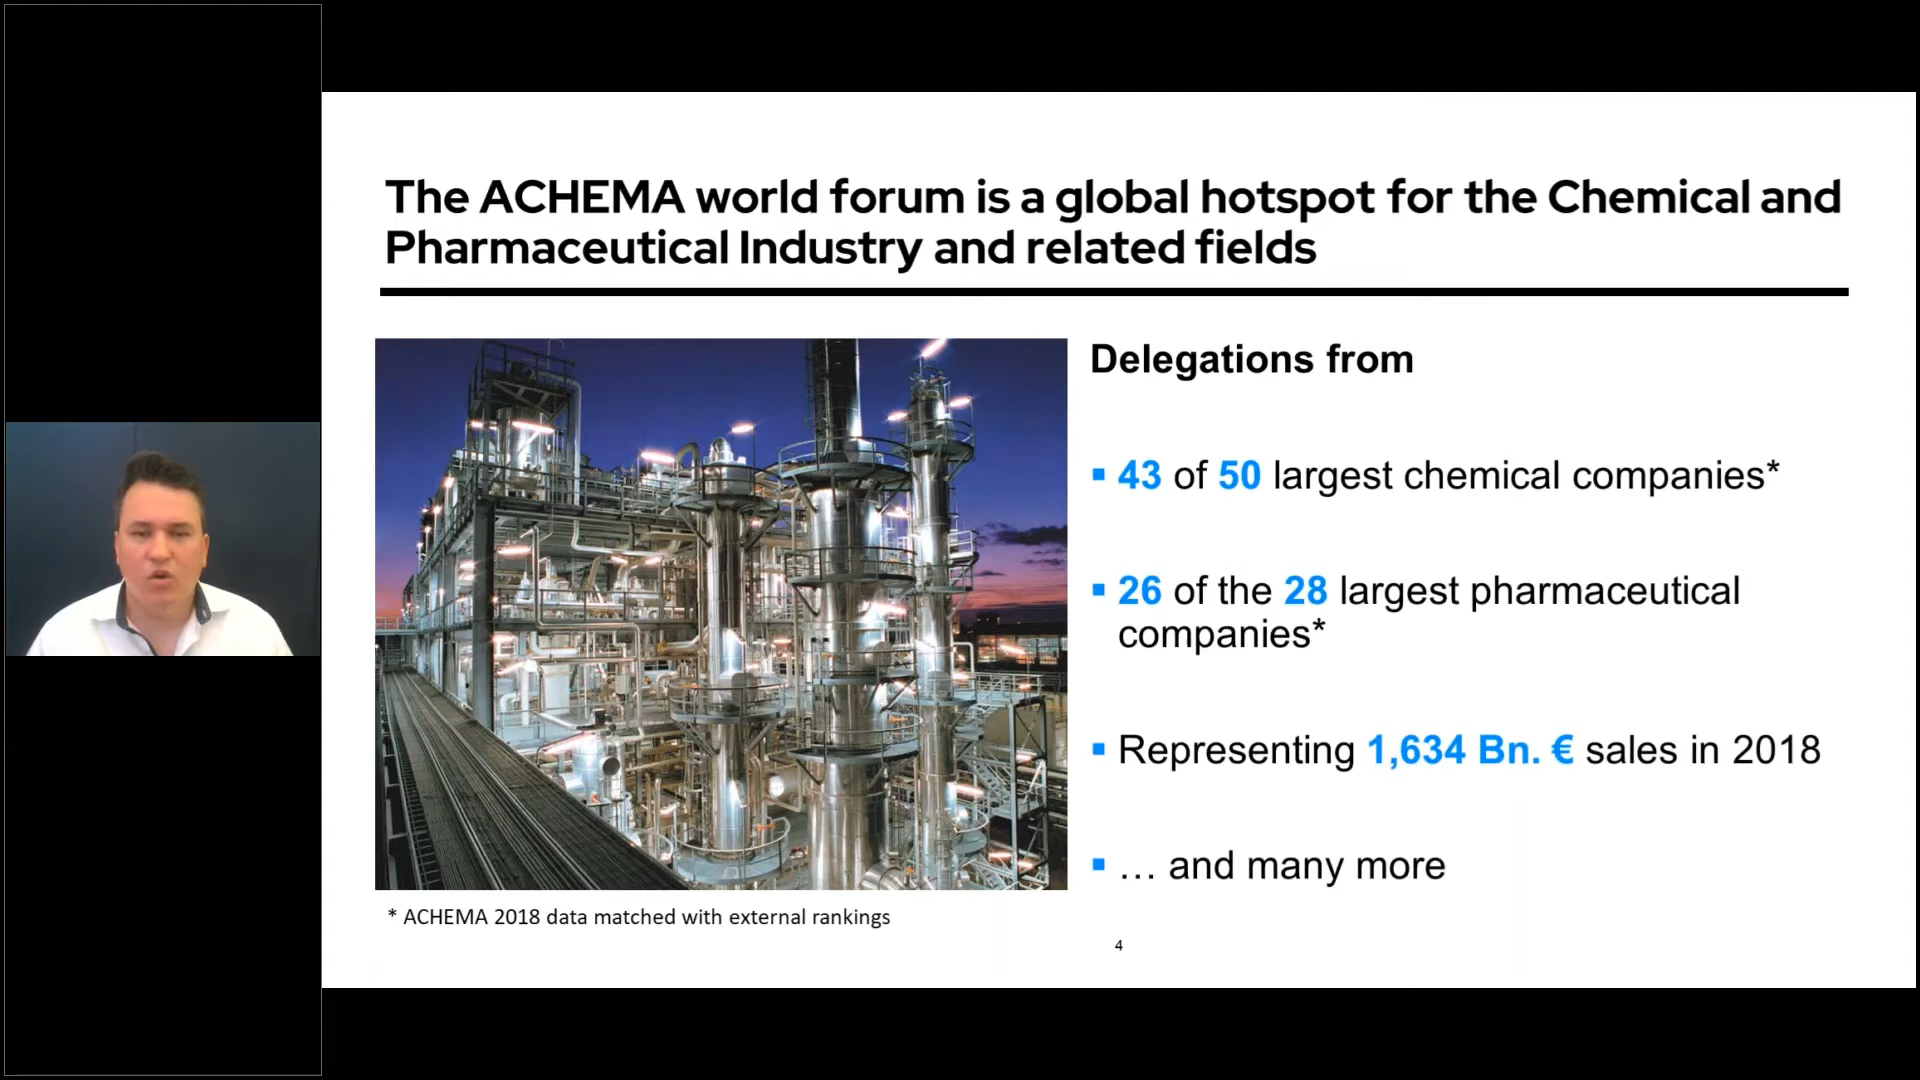 The ACHEMA world forum is a global hotspot for the Chemical and
Pharmaceutical Industry and related fields
Delegations from
▪ 43 of 50 largest chemical companies*
▪ 26 of the 28 largest pharmaceutical
companies*
▪ Representing 1,634 Bn. € sales in 2018
▪ … and many more
* ACHEMA 2018 data matched with external rankings
4